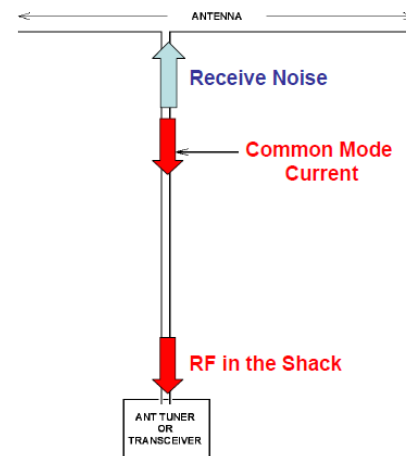 ANTENNA
Receive Noise
Common Mode
Current
RF in the Shack
ANT TUNER
OR
TRANSCEIVER